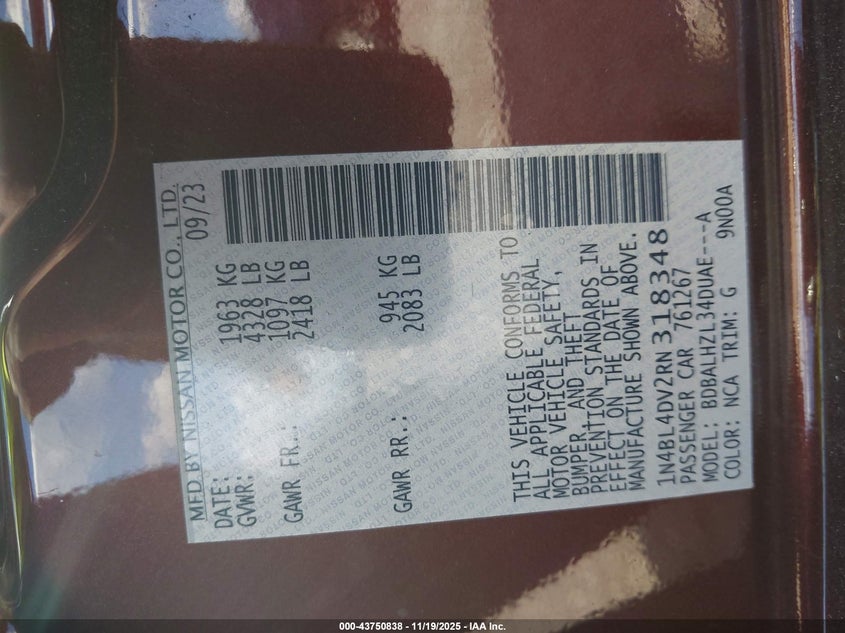 MFD BY NISSAN MOTOR CO., LTD.
DATE: 09/23
GVWR: 1963 KG
4328 LB
GAWR FR.: 1097 KG
2418 LB
GAWR RR.: 945 KG
2083 LB
THIS VEHICLE CONFORMS TO
ALL APPLICABLE FEDERAL
MOTOR VEHICLE SAFETY,
BUMPER, AND THEFT
PREVENTION STANDARDS IN
EFFECT ON THE DATE OF
MANUFACTURE SHOWN ABOVE.
1N4BL4DV2RN318348
PASSENGER CAR 761267
MODEL: BDBALHZL34DUAE---A
COLOR: NCA TRIM: G 9N00A
000-43750838 - 11/19/2025 - IAA Inc.